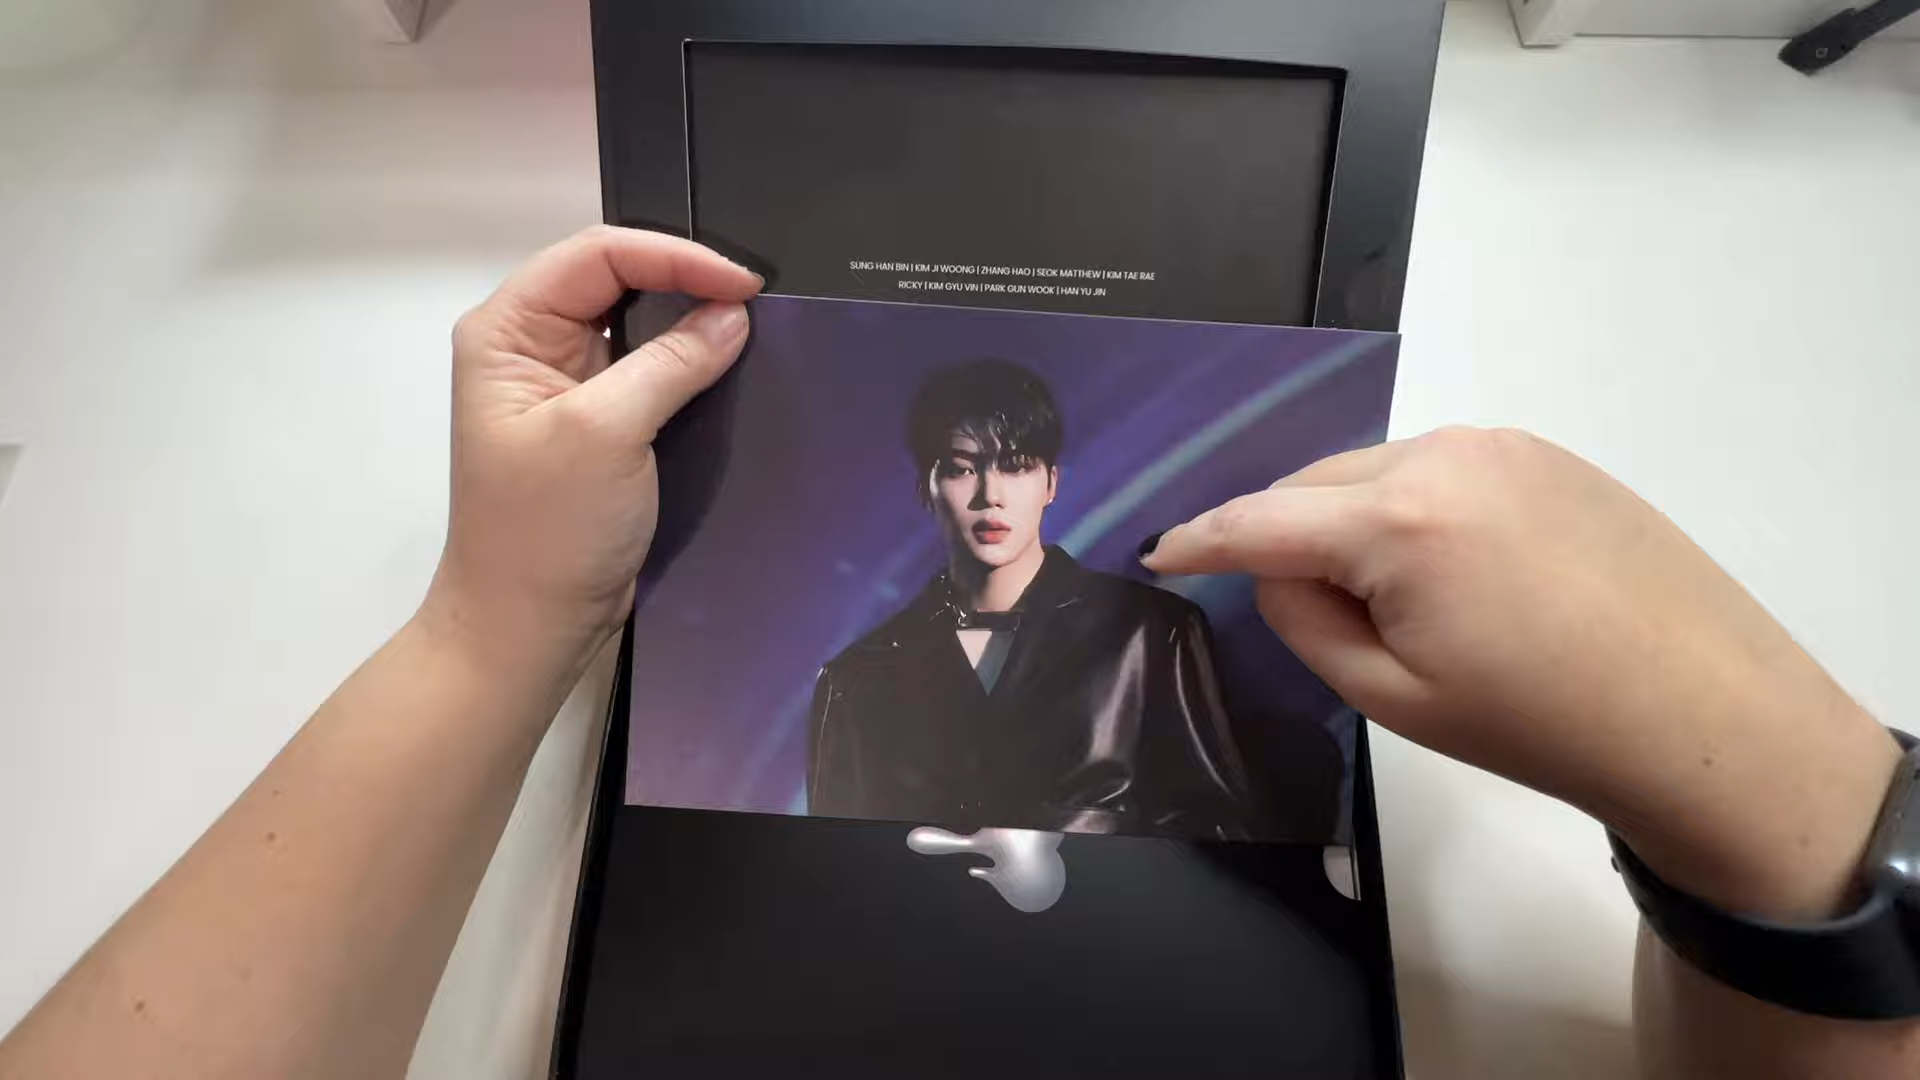 SUNG HAN BIN | KIM JI WOONG | ZHANG HAO | SEOK MATTHEW | KIM TAE RAE
RICKY | KIM GYU VIN | PARK GUN WOOK | HAN YU JIN